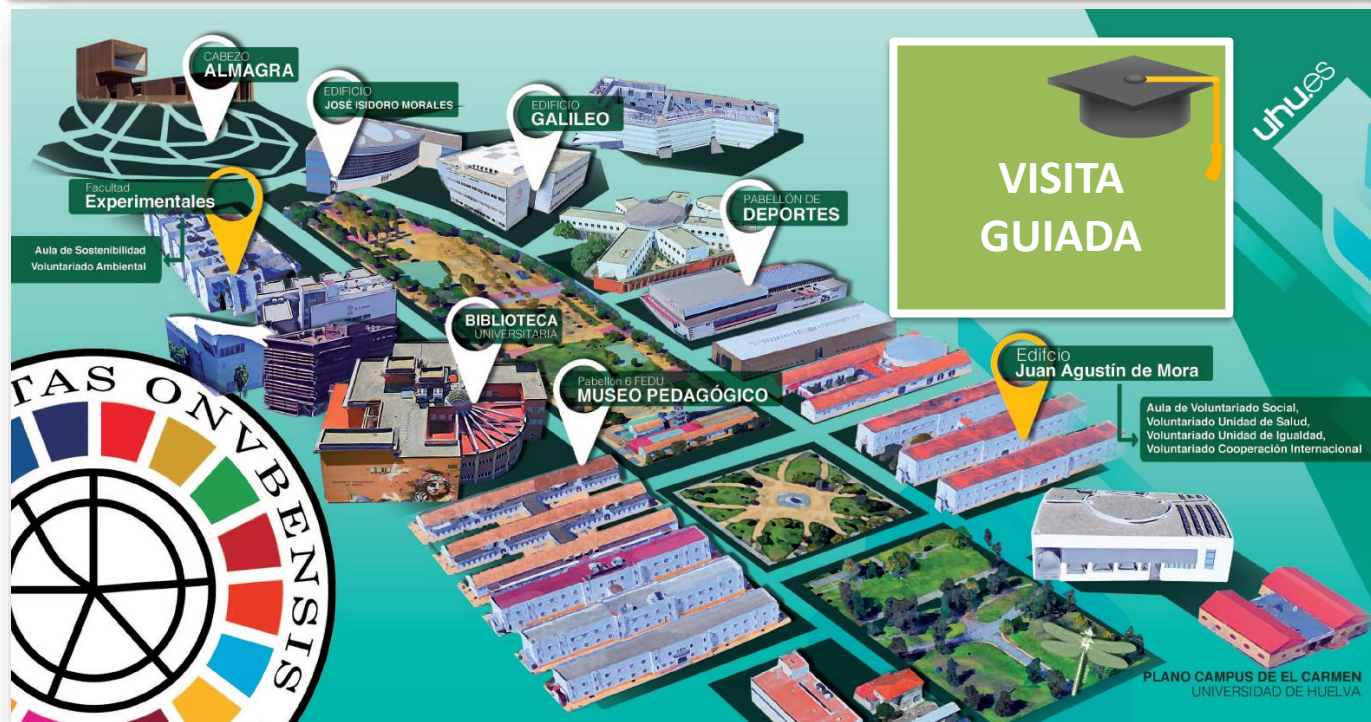 CABEZO
ALMAGRA
EDIFICIO
JOSÉ ISIDORO MORALES
EDIFICIO
GALILEO
VISITA
GUIADA
uhu.es
Facultad
Experimentales
Aula de Sostenibilidad
Voluntariado Ambiental
PABELLÓN DE
DEPORTES
BIBLIOTECA
UNIVERSITARIA
Pabellón 6 FEDU
MUSEO PEDAGÓGICO
Edifcio
Juan Agustín de Mora
Aula de Voluntariado Social,
Voluntariado Unidad de Salud,
Voluntariado Unidad de Igualdad,
Voluntariado Cooperación Internacional
TAS ONVBENSIS
PLANO CAMPUS DE EL CARMEN
UNIVERSIDAD DE HUELVA